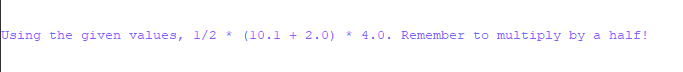 Using the given values, 1/2 * (10.1 + 2.0) * 4.0. Remember to multiply by a half!